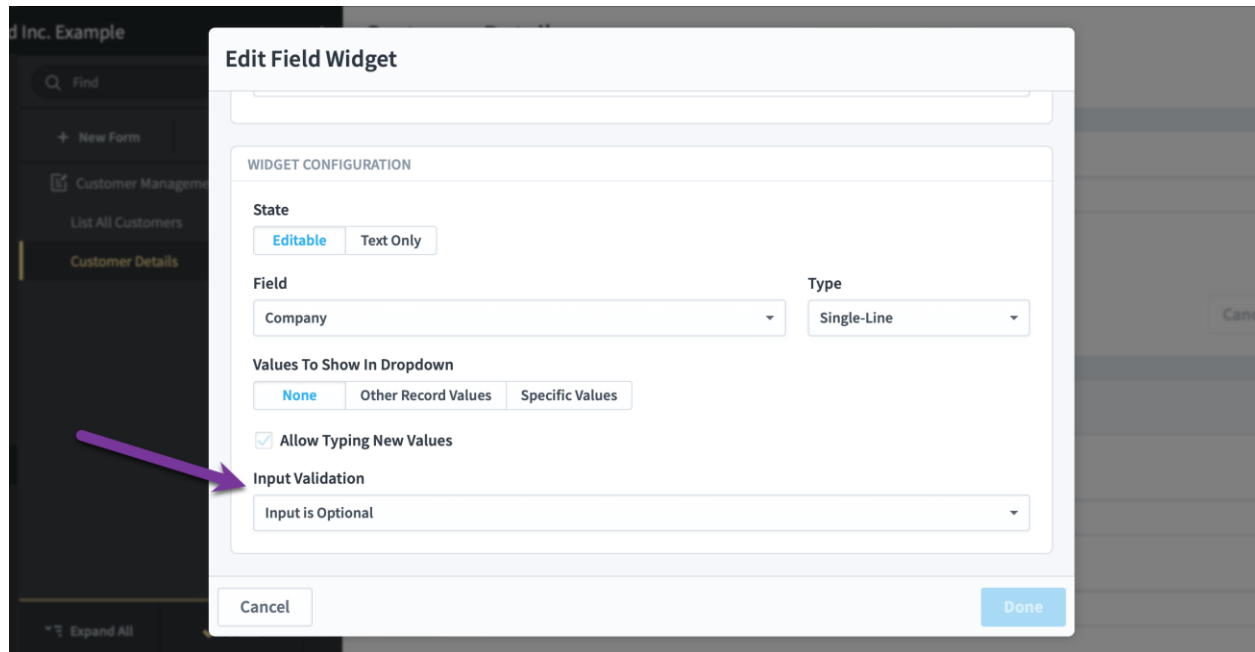 d Inc. Example
Find
+ New Form
Customer Manageme
List All Customers
Customer Details
Expand All
Edit Field Widget
WIDGET CONFIGURATION
State
Editable Text Only
Field Type
Company Single-Line
Values To Show In Dropdown
None Other Record Values Specific Values
Allow Typing New Values
Input Validation
Input is Optional
Cancel Done
Canc